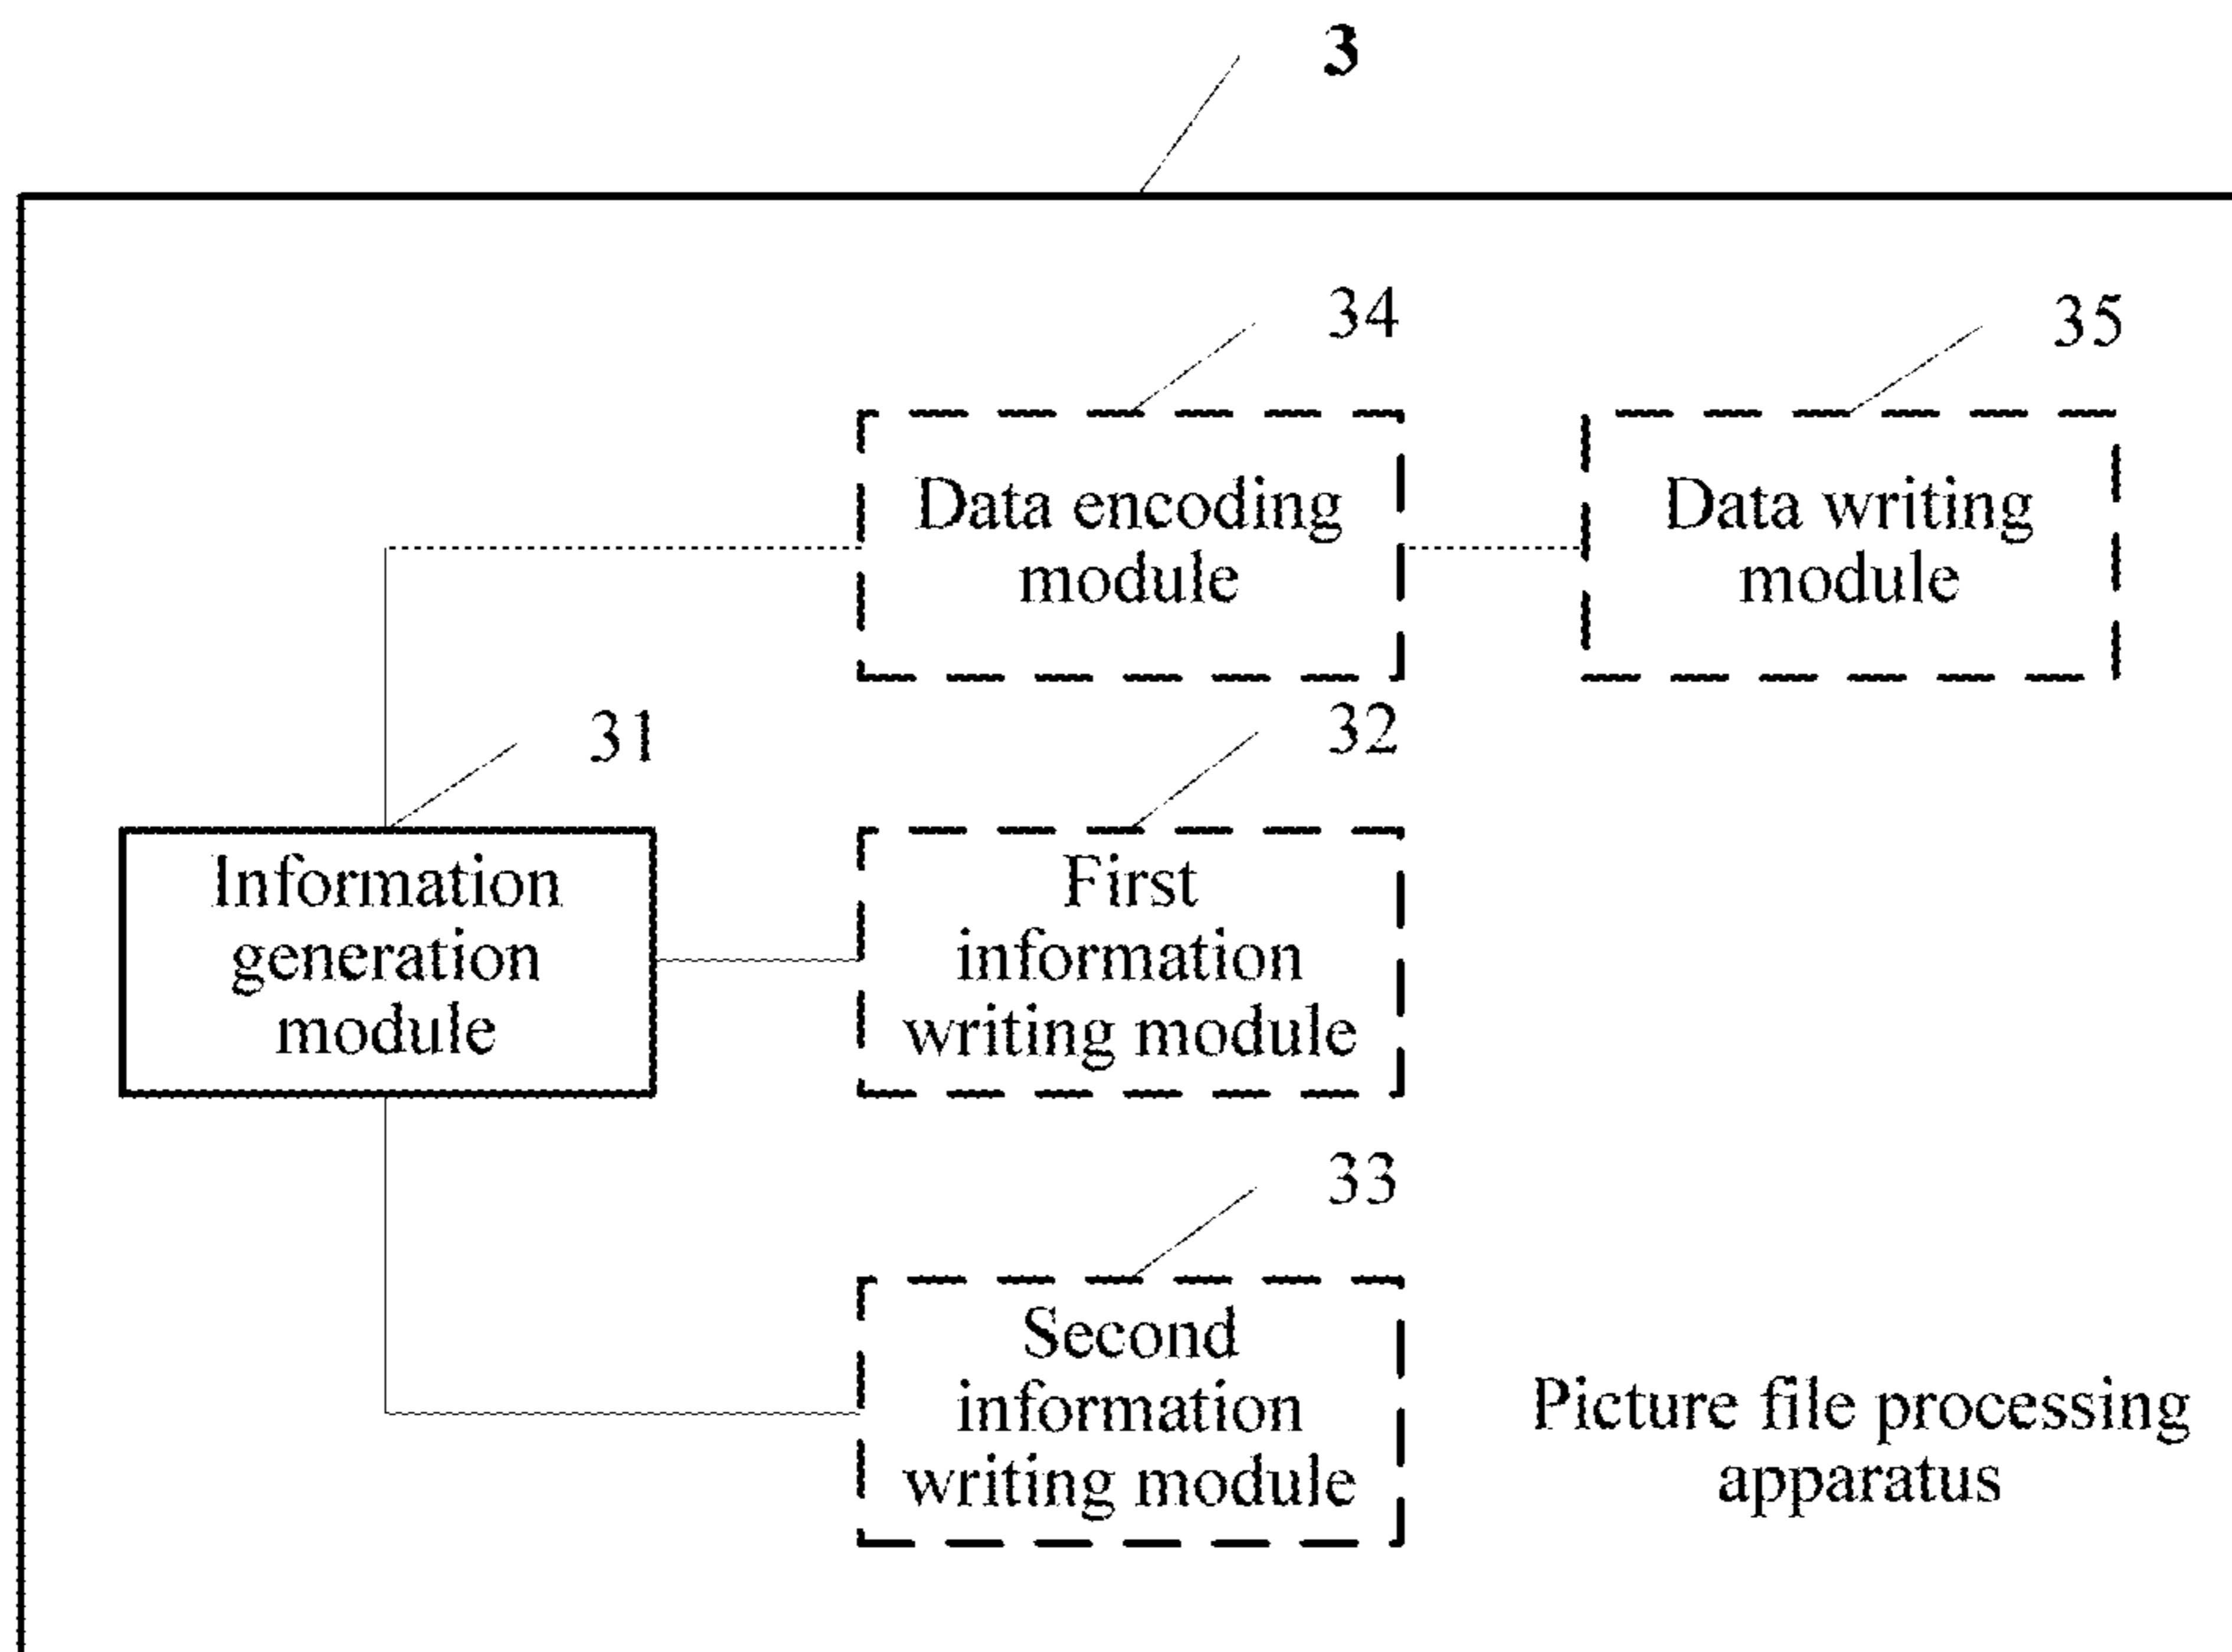 3
34
35
Data encoding
module
Data writing
module
31
32
Information
generation
module
First
information
writing module
33
Second
information
writing module
Picture file processing
apparatus